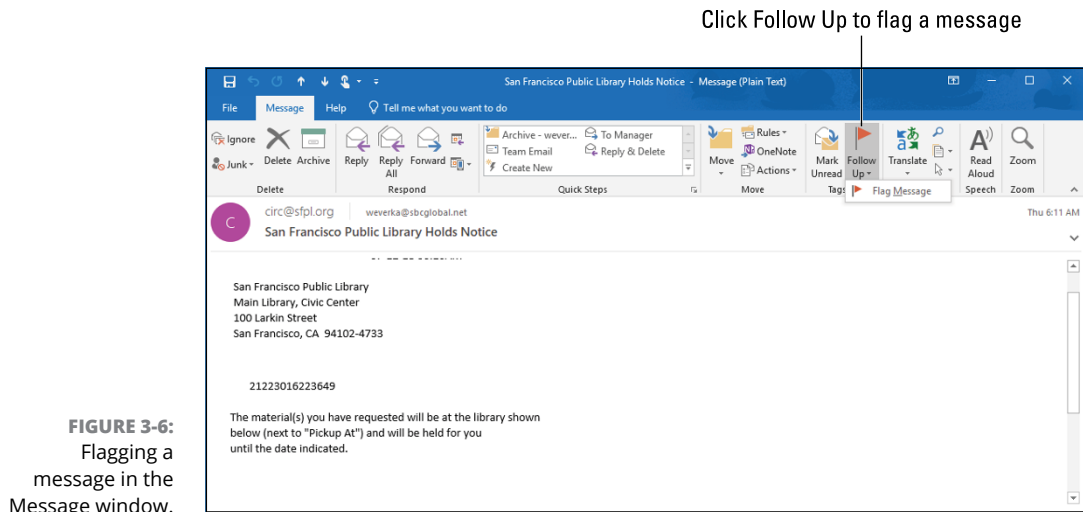 Click Follow Up to flag a message
San Francisco Public Library Holds Notice - Message (Plain Text)
File Message Help Tell me what you want to do
Ignore
Junk
Delete Archive
Delete
Reply Reply All Forward
Respond
Archive - wever... To Manager
Team Email Reply & Delete
Create New
Quick Steps
Move
Rules
OneNote
Actions
Move
Mark Unread
Follow Up
Tags
Flag Message
Translate
Read Aloud
Speech
Zoom
Zoom
C
circ@sfpl.org weverka@sbcglobal.net
Thu 6:11 AM
San Francisco Public Library Holds Notice
San Francisco Public Library
Main Library, Civic Center
100 Larkin Street
San Francisco, CA 94102-4733
21223016223649
The material(s) you have requested will be at the library shown
below (next to "Pickup At") and will be held for you
until the date indicated.
FIGURE 3-6:
Flagging a
message in the
Message window.